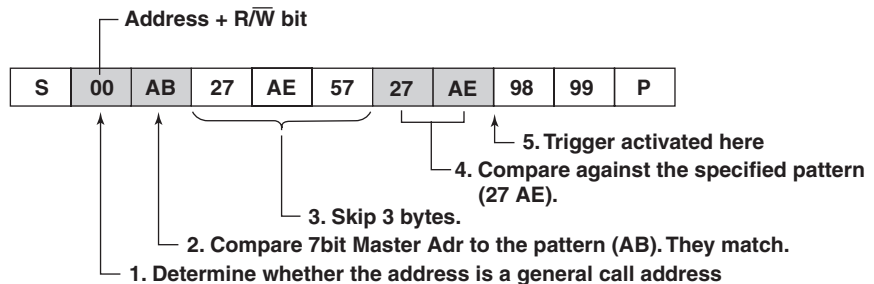 Address + R/W̅ bit
S 00 AB 27 AE 57 27 AE 98 99 P
5. Trigger activated here
4. Compare against the specified pattern
(27 AE).
3. Skip 3 bytes.
2. Compare 7bit Master Adr to the pattern (AB). They match.
1. Determine whether the address is a general call address